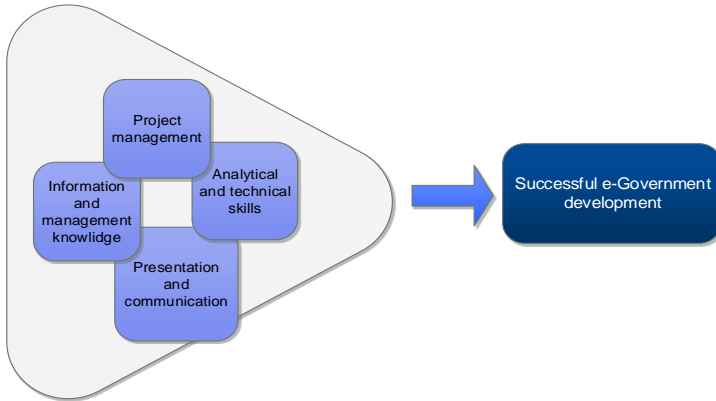 Project
management
Analytical
and technical
skills
Information
and
management
knowlidge
Presentation
and
communication
Successful e-Government
development